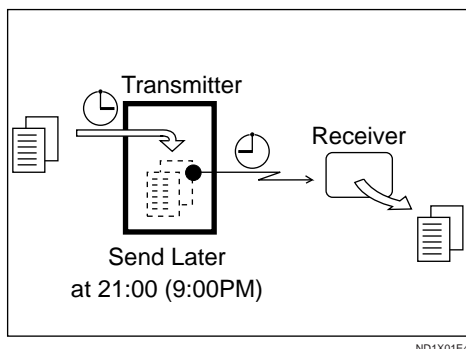 Transmitter
Receiver
Send Later
at 21:00 (9:00PM)